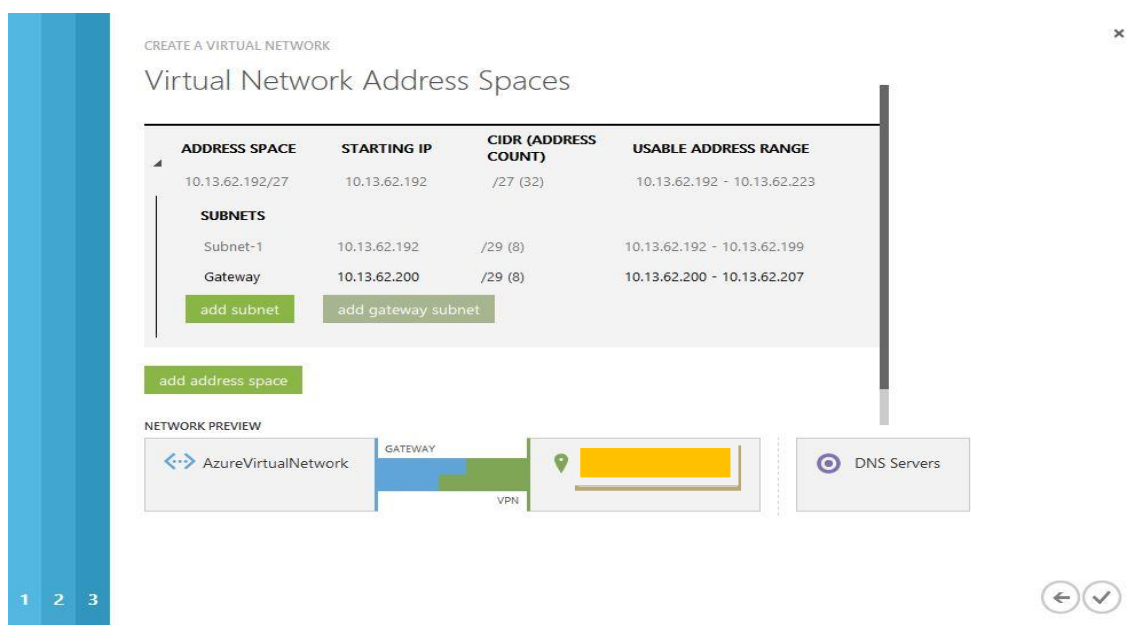 CREATE A VIRTUAL NETWORK
Virtual Network Address Spaces
ADDRESS SPACE STARTING IP CIDR (ADDRESS COUNT) USABLE ADDRESS RANGE
10.13.62.192/27 10.13.62.192 /27 (32) 10.13.62.192 - 10.13.62.223
SUBNETS
Subnet-1 10.13.62.192 /29 (8) 10.13.62.192 - 10.13.62.199
Gateway 10.13.62.200 /29 (8) 10.13.62.200 - 10.13.62.207
add subnet add gateway subnet
add address space
NETWORK PREVIEW
GATEWAY
AzureVirtualNetwork DNS Servers
VPN
1 2 3